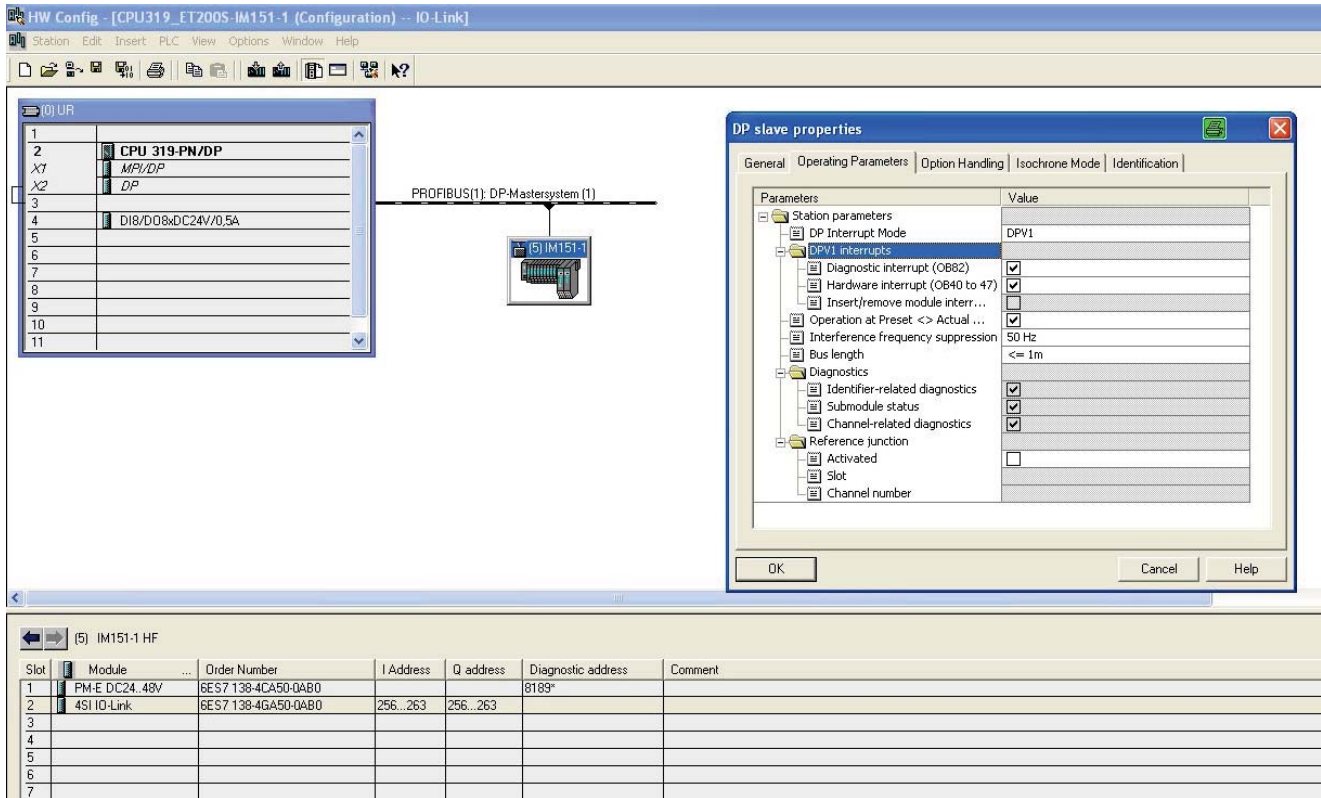 HW Config - [CPU319_ET200S-IM151-1 (Configuration) -- IO-Link]
Station Edit Insert PLC View Options Window Help
(0) UR
1
2 CPU 319-PN/DP
X1 MPI/DP
X2 DP
3
4 DI8/DO8xDC24V/0,5A
5
6
7
8
9
10
11
PROFIBUS(1): DP-Mastersystem (1)
(5) IM151-1
DP slave properties
General Operating Parameters Option Handling Isochrone Mode Identification
Parameters Value
Station parameters
DP Interrupt Mode DPV1
DPV1 interrupts
Diagnostic interrupt (OB82)
Hardware interrupt (OB40 to 47)
Insert/remove module interr...
Operation at Preset <> Actual ...
Interference frequency suppression 50 Hz
Bus length <= 1m
Diagnostics
Identifier-related diagnostics
Submodule status
Channel-related diagnostics
Reference junction
Activated
Slot
Channel number
OK Cancel Help
(5) IM151-1 HF
Slot Module ... Order Number I Address Q address Diagnostic address Comment
1 PM-E DC24..48V 6ES7 138-4CA50-0AB0 8189*
2 4SI IO-Link 6ES7 138-4GA50-0AB0 256...263 256...263
3
4
5
6
7